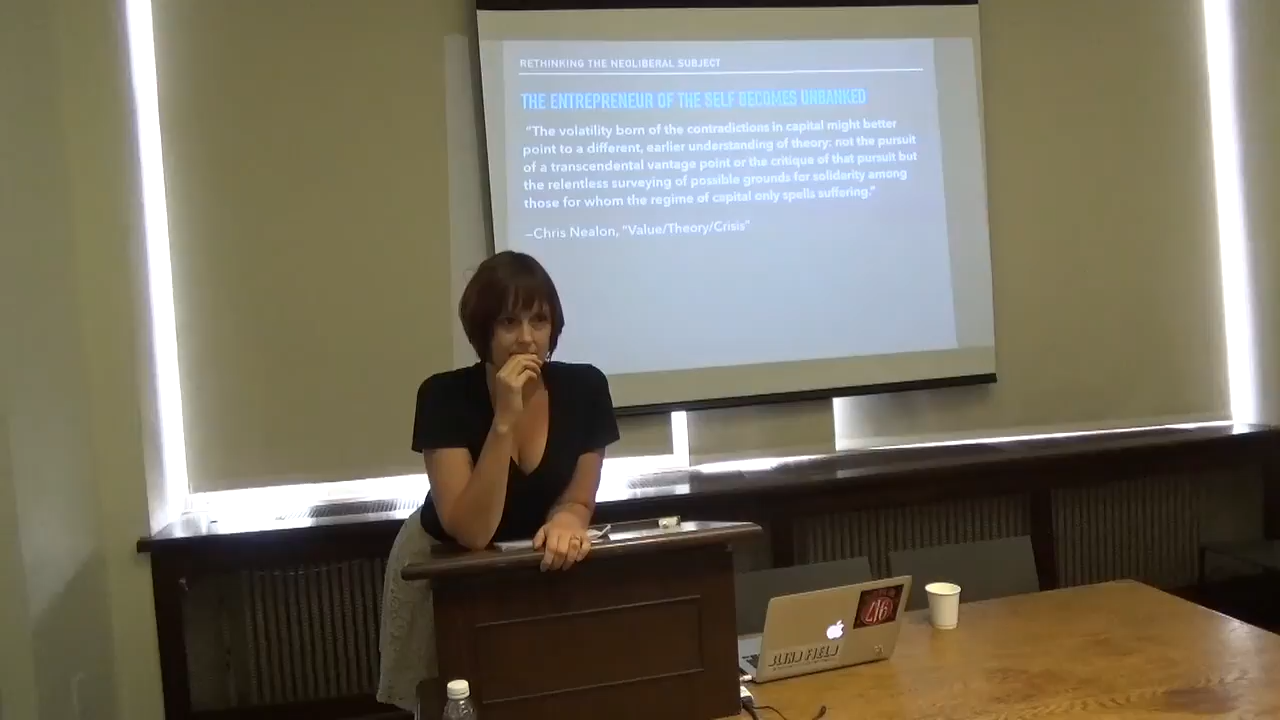 RETHINKING THE NEOLIBERAL SUBJECT
THE ENTREPRENEUR OF THE SELF BECOMES UNBANKED
“The volatility born of the contradictions in capital might better
point to a different, earlier understanding of theory: not the pursuit
of a transcendental vantage point or the critique of that pursuit but
the relentless surveying of possible grounds for solidarity among
those for whom the regime of capital only spells suffering.”
—Chris Nealon, “Value/Theory/Crisis”
BLIND FIELD